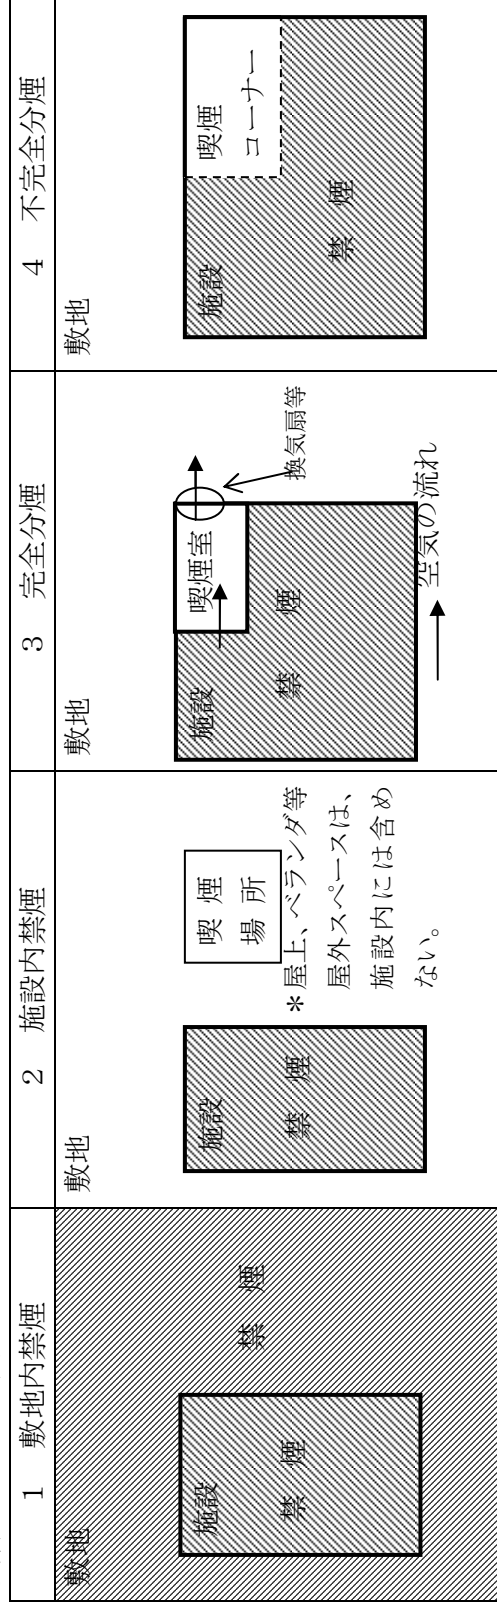 1 敷地内禁煙
敷地
施設
禁 煙
禁 煙
2 施設内禁煙
敷地
施設
禁 煙
喫 煙
場 所
＊屋上、ベランダ等
屋外スペースは、
施設内には含め
ない。
3 完全分煙
敷地
施設
喫煙室
禁 煙
換気扇等
空気の流れ
4 不完全分煙
敷地
施設
喫煙
コーナー
禁 煙